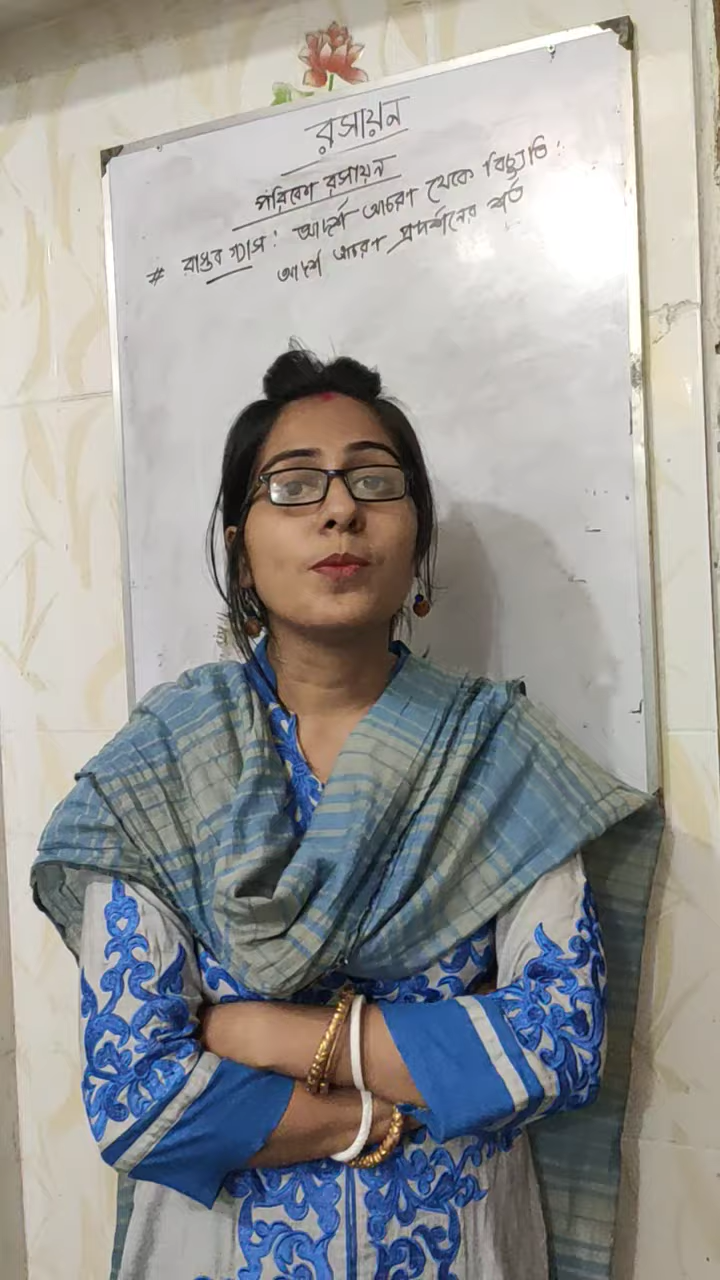 রসায়ন
পরিবেশ রসায়ন
# বাস্তব গ্যাস: আদর্শ আচরণ থেকে বিচ্যুতি:
আদর্শ আচরণ প্রদর্শনের শর্ত